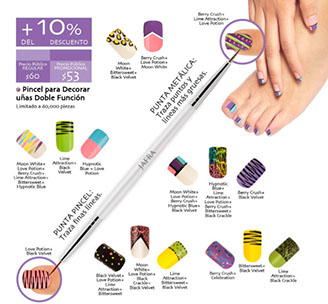 + 10%
DEL DESCUENTO
Precio Público
REGULAR
$60
Precio Público
PROMOCIONAL
$53
Pincel para Decorar
uñas Doble Función
Limitado a 60,000 piezas
Moon White+
Bittersweet+
Black Velvet
Berry Crush+
Love Potion+
Moon White
Berry Crush+
Lime Attraction+
Love Potion
PUNTA METÁLICA:
Traza puntos y
líneas más gruesas.
Moon White+
Love Potion+
Berry Crush+
Lime Attraction+
Bittersweet+
Hypnotic Blue
Lime
Attraction+
Black Velvet
Hypnotic Blue
+ Love Potion
JAFRA
PUNTA PINCEL:
Traza finas líneas.
Moon White+
Love Potion+
Berry Crush+
Black Velvet
Hypnotic Blue+
Lime
Attraction+
Love Potion+
Berry Crush+
Bittersweet+
Black Crackle
Berry Crush+
Black Velvet
Love Potion+
Black Velvet
Bittersweet+
Black Velvet+
Love Potion+
Lime
Attraction+
Moon White+
Love Potion+
Black
Crackle+
Black Velvet
Lime
Attraction+
Bittersweet+
Black Velvet
Berry Crush+
Celebration
Bittersweet+
Black Velvet
Lime
Attraction+
Black Crackle